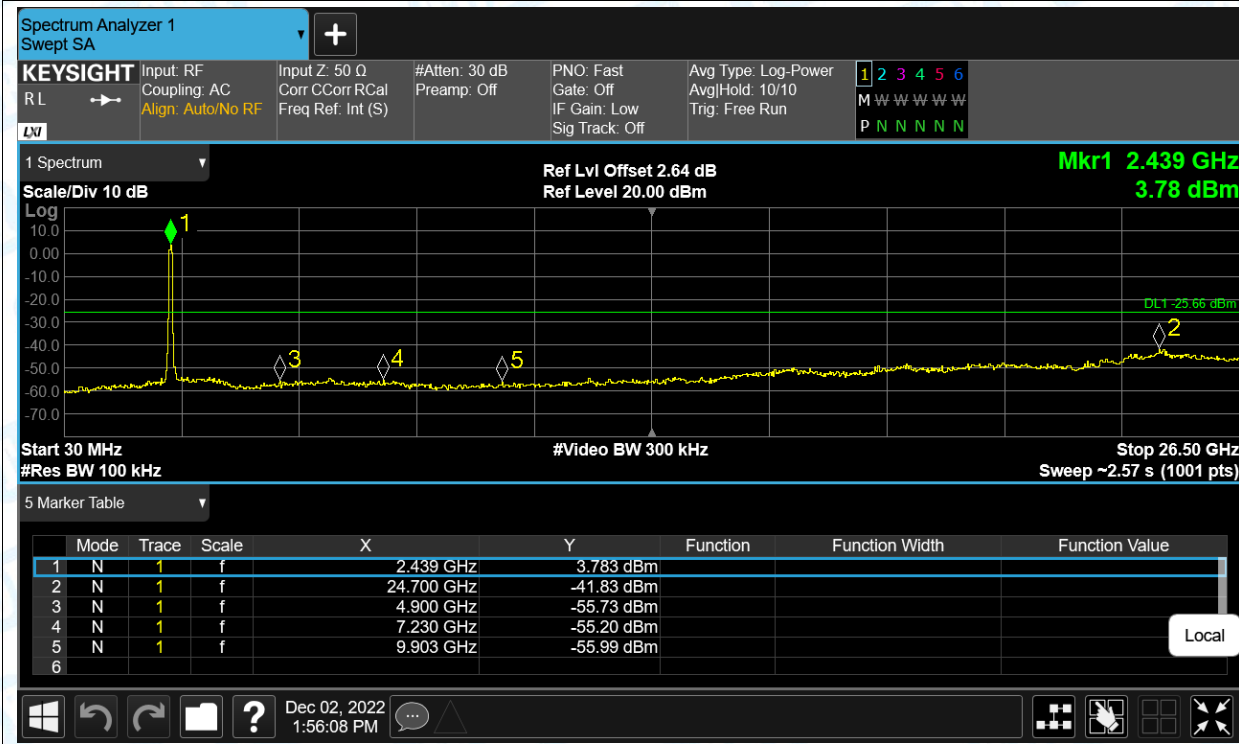 Spectrum Analyzer 1
Swept SA
+
KEYSIGHT Input: RF Input Z: 50 Ω #Atten: 30 dB PNO: Fast Avg Type: Log-Power 1 2 3 4 5 6
R L Coupling: AC Corr CCorr RCal Preamp: Off Gate: Off Avg|Hold: 10/10 M W W W W W
Align: Auto/No RF Freq Ref: Int (S) IF Gain: Low Trig: Free Run
LXI Sig Track: Off P N N N N N
1 Spectrum
Ref Lvl Offset 2.64 dB Mkr1 2.439 GHz
Scale/Div 10 dB Ref Level 20.00 dBm 3.78 dBm
Log
1
10.0
0.00
-10.0
-20.0
DL1 -25.66 dBm
-30.0
2
-40.0
3 4 5
-50.0
-60.0
-70.0
Start 30 MHz #Video BW 300 kHz Stop 26.50 GHz
#Res BW 100 kHz Sweep ~2.57 s (1001 pts)
5 Marker Table
Mode Trace Scale X Y Function Function Width Function Value
1 N 1 f 2.439 GHz 3.783 dBm
2 N 1 f 24.700 GHz -41.83 dBm
3 N 1 f 4.900 GHz -55.73 dBm
4 N 1 f 7.230 GHz -55.20 dBm
5 N 1 f 9.903 GHz -55.99 dBm
6
Local
? Dec 02, 2022
1:56:08 PM